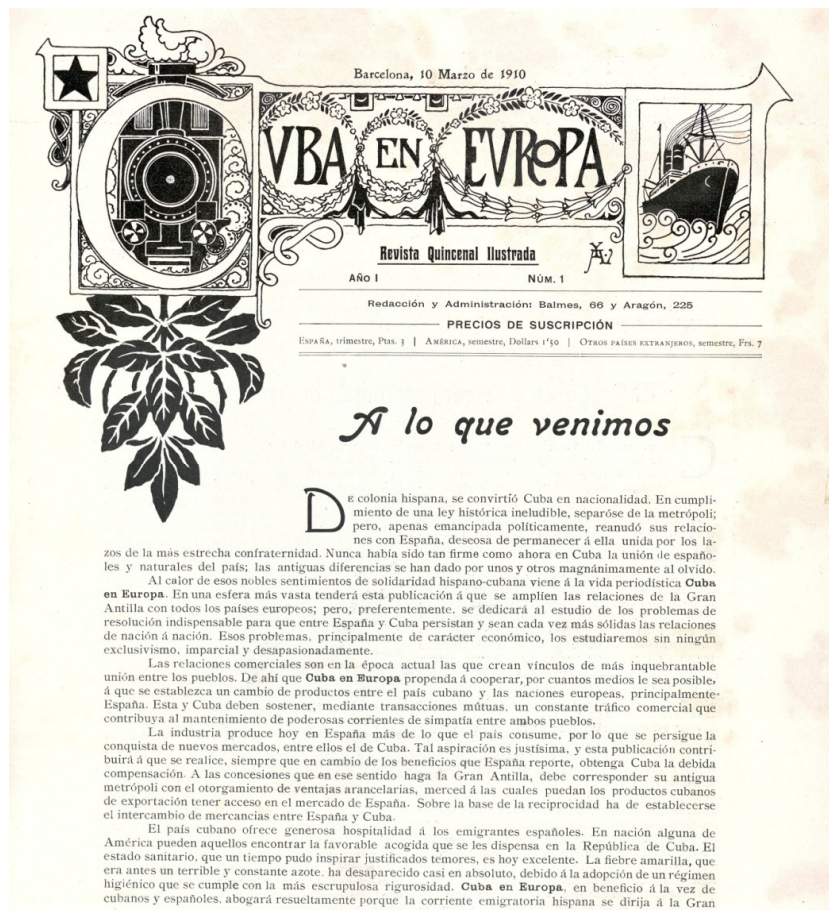 Barcelona, 10 Marzo de 1910
CVBA EN EVROPA
Revista Quincenal Ilustrada
AÑO I NÚM. 1
Redacción y Administración: Balmes, 66 y Aragón, 225
PRECIOS DE SUSCRIPCIÓN
ESPAÑA, trimestre, Ptas. 3 | AMÉRICA, semestre, Dollars 1'50 | OTROS PAÍSES EXTRANJEROS, semestre, Frs. 7
A lo que venimos
DE colonia hispana, se convirtió Cuba en nacionalidad. En cumpli-
miento de una ley histórica ineludible, separóse de la metrópoli;
pero, apenas emancipada políticamente, reanudó sus relacio-
nes con España, deseosa de permanecer á ella unida por los la-
zos de la más estrecha confraternidad. Nunca había sido tan firme como ahora en Cuba la unión de españo-
les y naturales del país; las antiguas diferencias se han dado por unos y otros magnánimamente al olvido.
Al calor de esos nobles sentimientos de solidaridad hispano-cubana viene á la vida periodística Cuba
en Europa. En una esfera más vasta tenderá esta publicación á que se amplíen las relaciones de la Gran
Antilla con todos los países europeos; pero, preferentemente, se dedicará al estudio de los problemas de
resolución indispensable para que entre España y Cuba persistan y sean cada vez más sólidas las relaciones
de nación á nación. Esos problemas, principalmente de carácter económico, los estudiaremos sin ningún
exclusivismo, imparcial y desapasionadamente.
Las relaciones comerciales son en la época actual las que crean vínculos de más inquebrantable
unión entre los pueblos. De ahí que Cuba en Europa propenda á cooperar, por cuantos medios le sea posible,
á que se establezca un cambio de productos entre el país cubano y las naciones europeas, principalmente
España. Esta y Cuba deben sostener, mediante transacciones mútuas, un constante tráfico comercial que
contribuya al mantenimiento de poderosas corrientes de simpatía entre ambos pueblos.
La industria produce hoy en España más de lo que el país consume, por lo que se persigue la
conquista de nuevos mercados, entre ellos el de Cuba. Tal aspiración es justísima, y esta publicación contri-
buirá á que se realice, siempre que en cambio de los beneficios que España reporte, obtenga Cuba la debida
compensación. A las concesiones que en ese sentido haga la Gran Antilla, debe corresponder su antigua
metrópoli con el otorgamiento de ventajas arancelarias, merced á las cuales puedan los productos cubanos
de exportación tener acceso en el mercado de España. Sobre la base de la reciprocidad ha de establecerse
el intercambio de mercancias entre España y Cuba.
El país cubano ofrece generosa hospitalidad á los emigrantes españoles. En nación alguna de
América pueden aquellos encontrar la favorable acogida que se les dispensa en la República de Cuba. El
estado sanitario, que un tiempo pudo inspirar justificados temores, es hoy excelente. La fiebre amarilla, que
era antes un terrible y constante azote, ha desaparecido casi en absoluto, debido á la adopción de un régimen
higiénico que se cumple con la más escrupulosa rigurosidad. Cuba en Europa, en beneficio á la vez de
cubanos y españoles, abogará resueltamente porque la corriente emigratoria hispana se dirija á la Gran